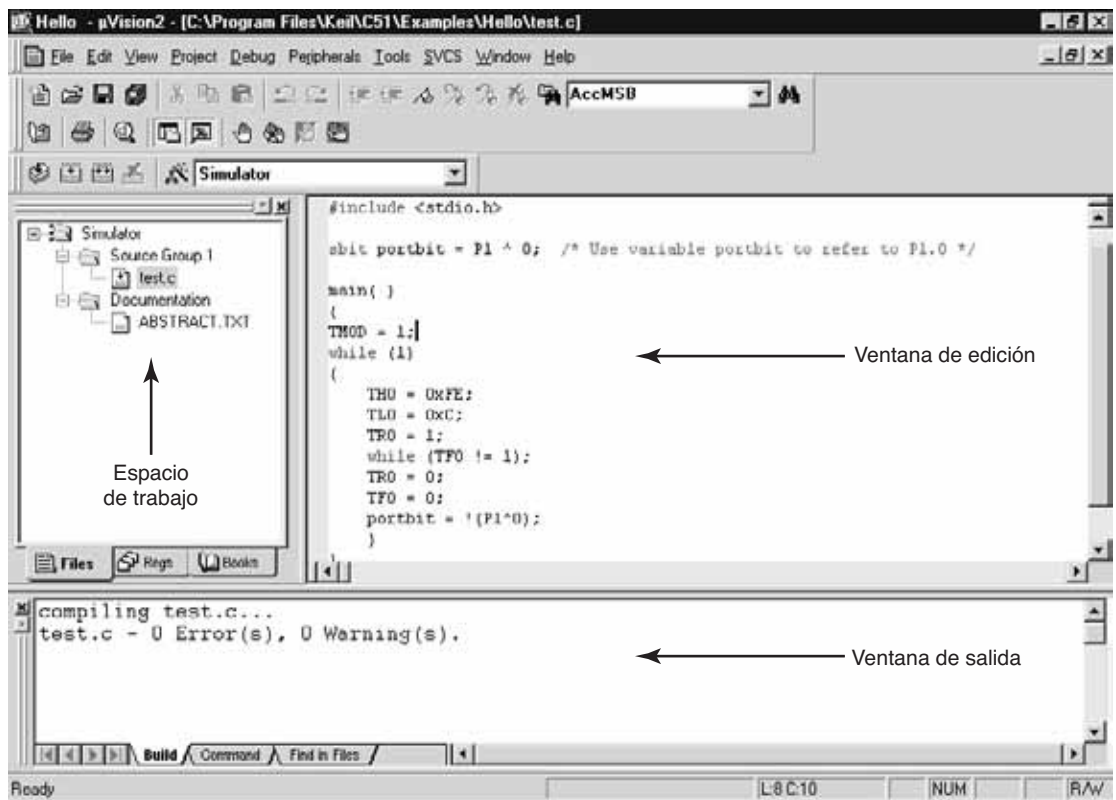 Hello - µVision2 - [C:\Program Files\Keil\C51\Examples\Hello\test.c]
File Edit View Project Debug Peripherals Tools SVCS Window Help
AccMSB
Simulator
Simulator
Source Group 1
test.c
Documentation
ABSTRACT.TXT
Espacio
de trabajo
Files Regs Books
#include <stdio.h>
sbit portbit = P1 ^ 0; /* Use variable portbit to refer to P1.0 */
main( )
{
TMOD = 1;
while (1)
{
TH0 = 0xFE;
TL0 = 0xC;
TR0 = 1;
while (TF0 != 1);
TR0 = 0;
TF0 = 0;
portbit = !(P1^0);
}
}
Ventana de edición
compiling test.c...
test.c - 0 Error(s), 0 Warning(s).
Ventana de salida
Build Command Find in Files
Ready L:8 C:10 NUM R/W